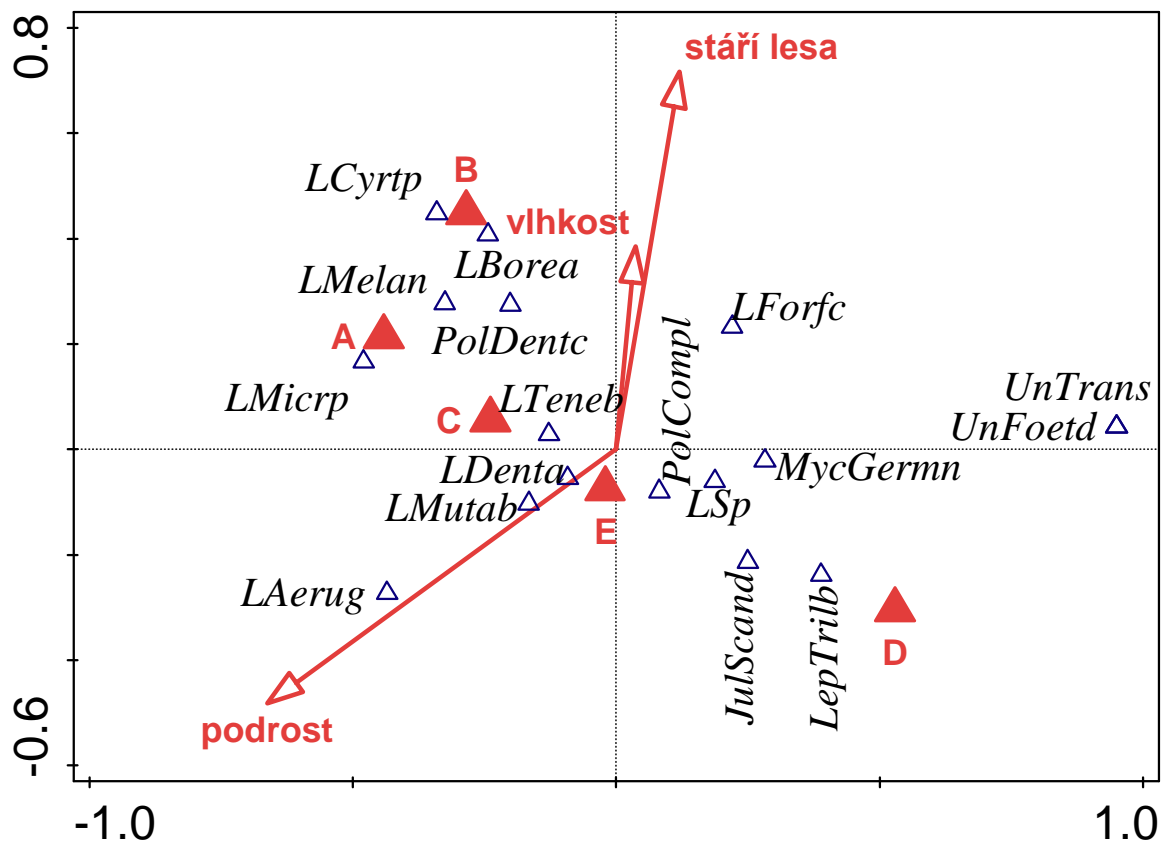 0.8
stáří lesa
B
LCyrtp
vlhkost
LBorea
LMelan
LForfc
A
PolDentc
PolCompl
UnTrans
LMicrp
LTeneb
C
UnFoetd
LDenta
MycGermn
LMutab
LSp
E
LAerug
JulScand
LepTrilb
D
podrost
-0.6
-1.0
1.0